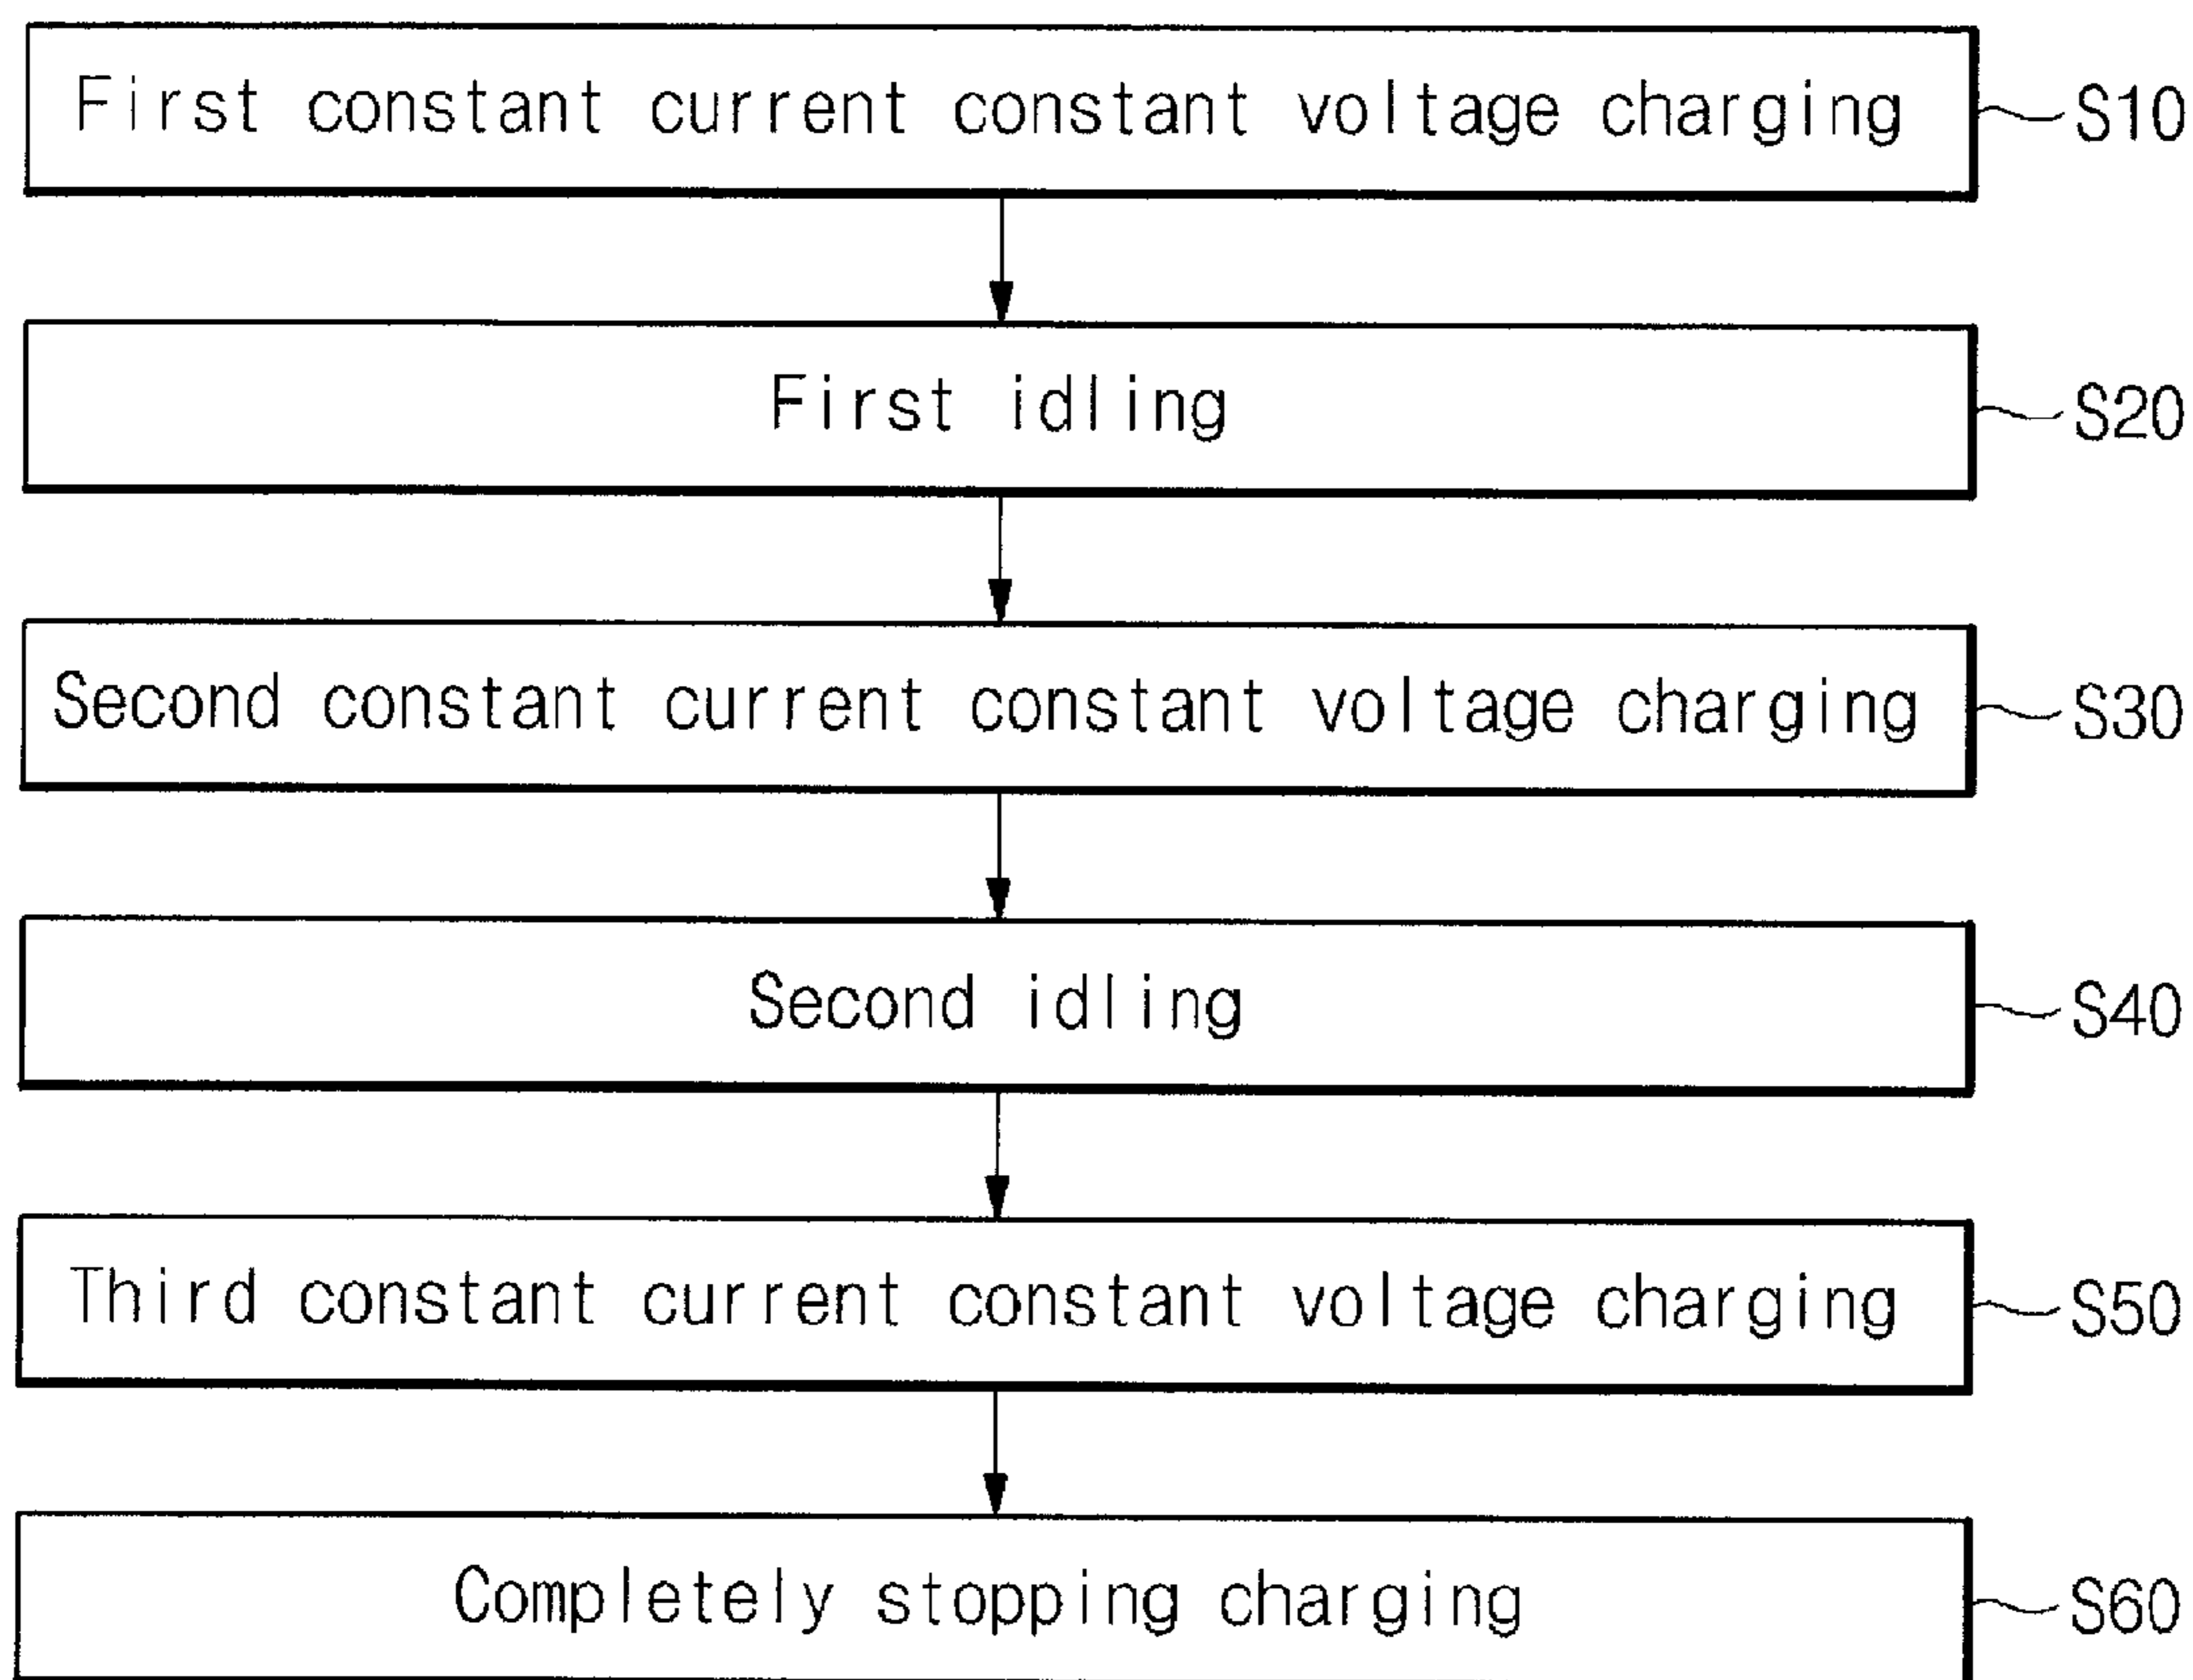 First constant current constant voltage charging S10
First idling S20
Second constant current constant voltage charging S30
Second idling S40
Third constant current constant voltage charging S50
Completely stopping charging S60